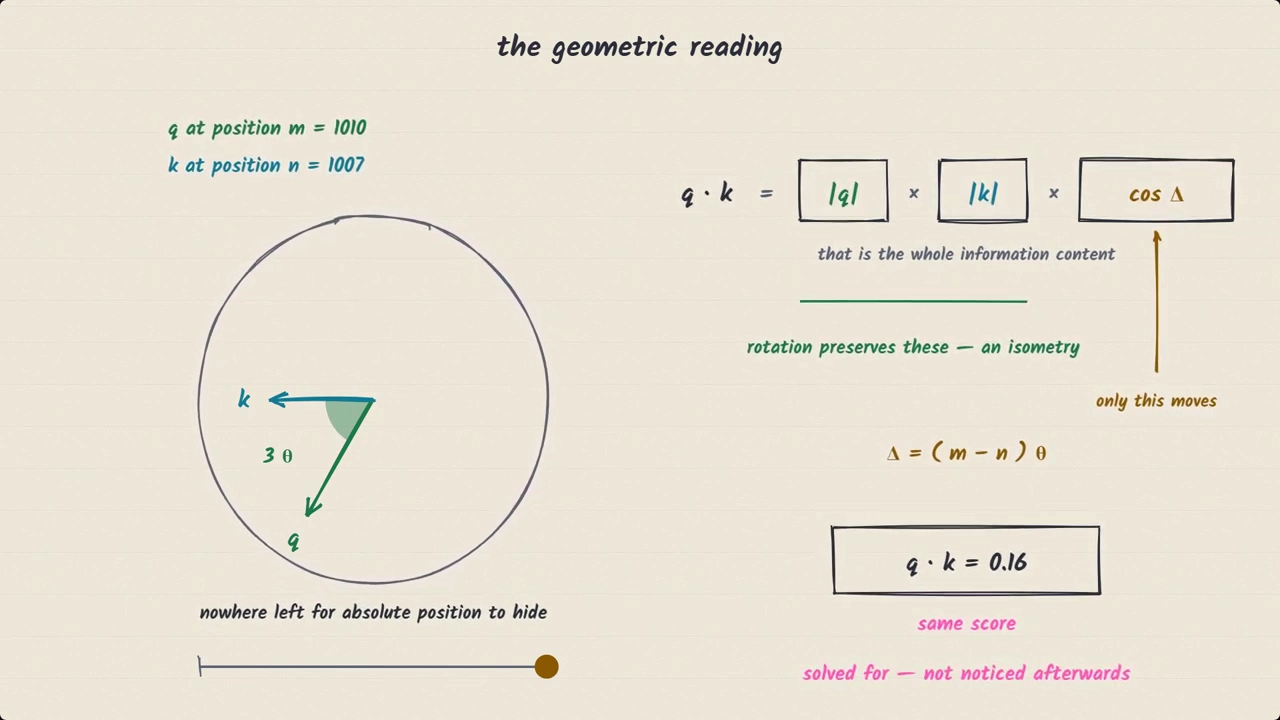 the geometric reading
q at position m = 1010
k at position n = 1007
k
3 θ
q
nowhere left for absolute position to hide
q · k = |q| × |k| × cos Δ
that is the whole information content
rotation preserves these — an isometry
only this moves
Δ = ( m − n ) θ
q · k = 0.16
same score
solved for — not noticed afterwards